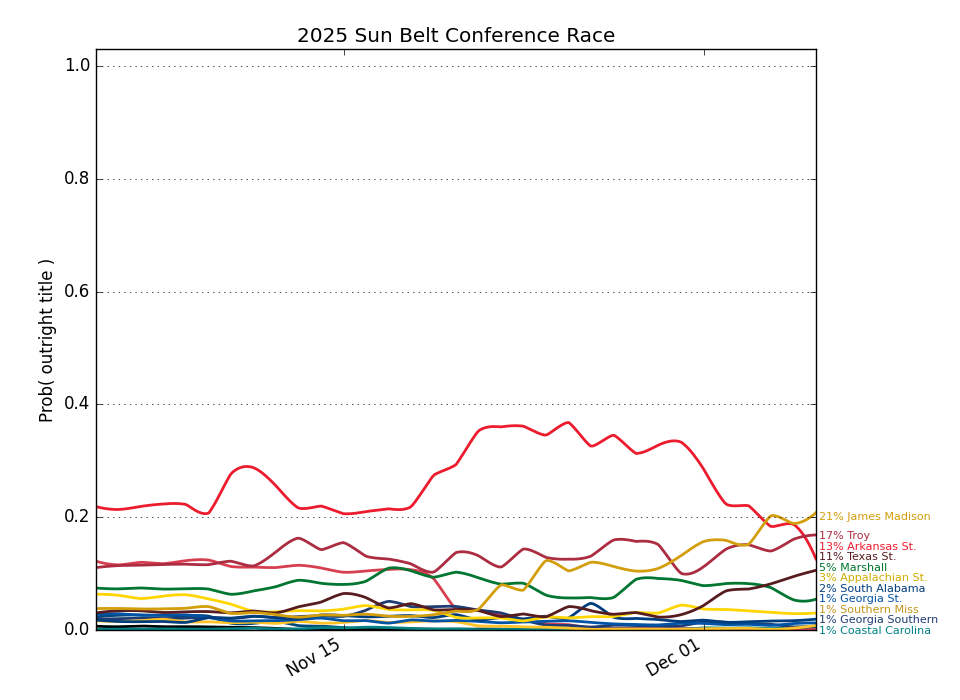 2025 Sun Belt Conference Race
Prob( outright title )
1.0
0.8
0.6
0.4
0.2
0.0
Nov 15
Dec 01
21% James Madison
17% Troy
13% Arkansas St.
11% Texas St.
5% Marshall
3% Appalachian St.
2% South Alabama
1% Georgia St.
1% Southern Miss
1% Georgia Southern
1% Coastal Carolina